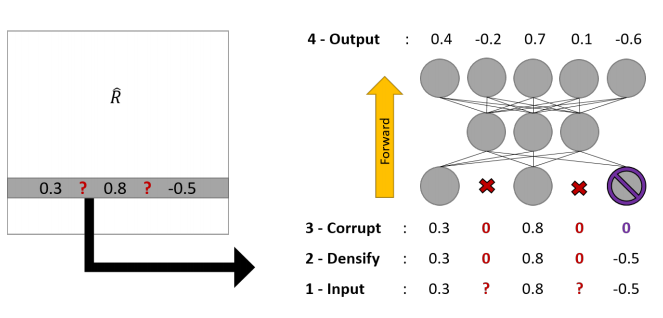 R̂
0.3 ? 0.8 ? -0.5
4 - Output : 0.4 -0.2 0.7 0.1 -0.6
Forward
3 - Corrupt : 0.3 0 0.8 0 0
2 - Densify : 0.3 0 0.8 0 -0.5
1 - Input : 0.3 ? 0.8 ? -0.5